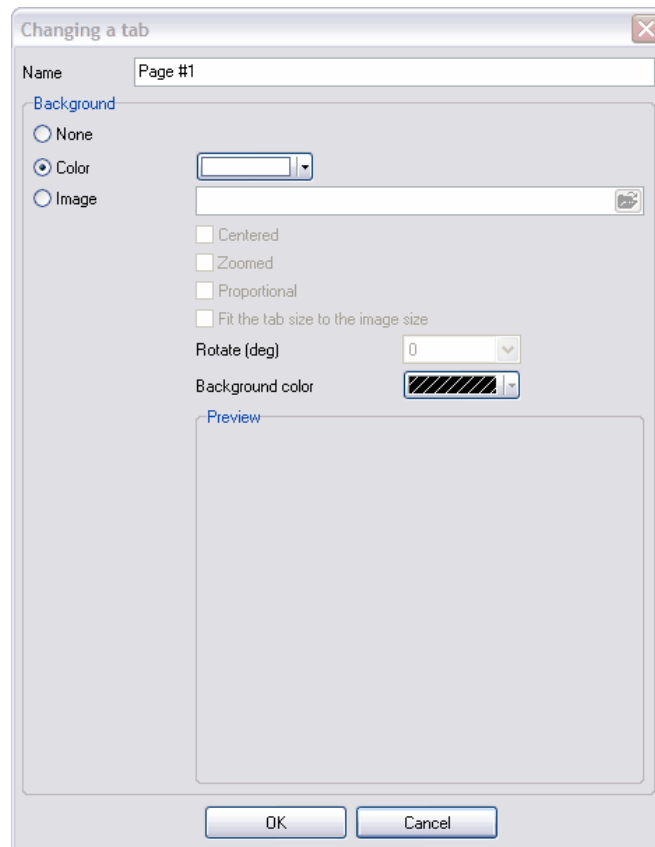 Changing a tab
Name Page #1
Background
None
Color
Image
Centered
Zoomed
Proportional
Fit the tab size to the image size
Rotate (deg) 0
Background color
Preview
OK Cancel